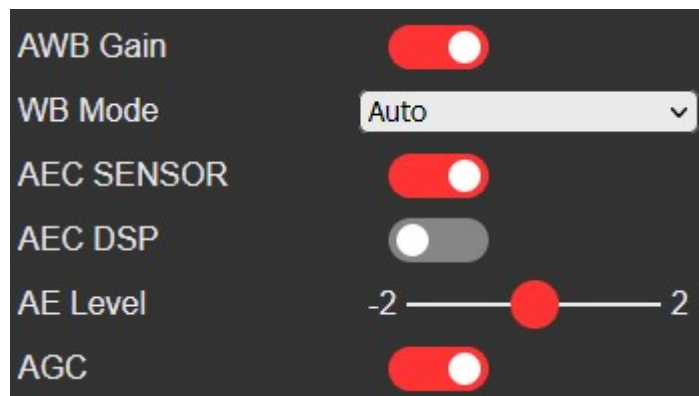 AWB Gain
WB Mode Auto
AEC SENSOR
AEC DSP
AE Level -2 2
AGC